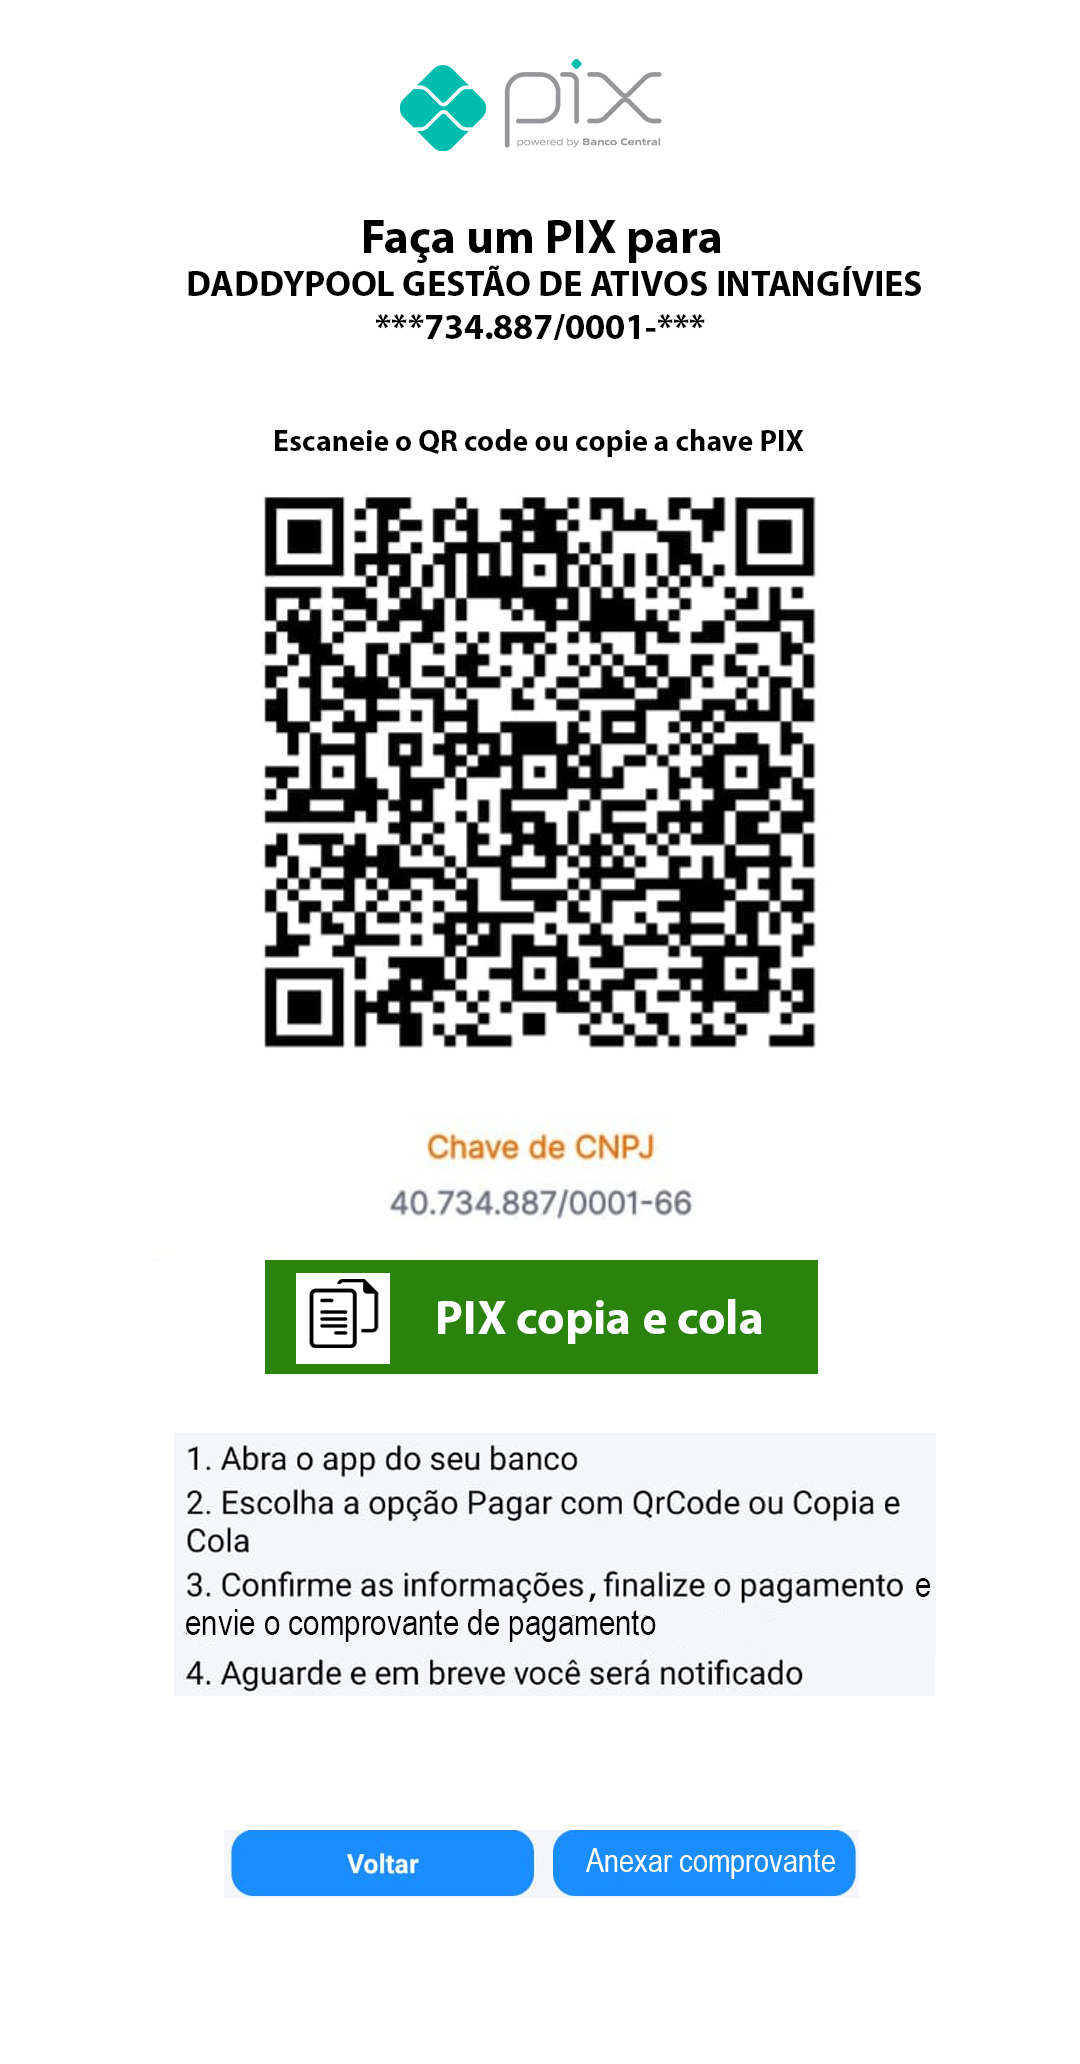 pix
powered by Banco Central
Faça um PIX para
DADDYPOOL GESTÃO DE ATIVOS INTANGÍVIES
***734.887/0001-***
Escaneie o QR code ou copie a chave PIX
Chave de CNPJ
40.734.887/0001-66
PIX copia e cola
1. Abra o app do seu banco
2. Escolha a opção Pagar com QrCode ou Copia e
Cola
3. Confirme as informações, finalize o pagamento e
envie o comprovante de pagamento
4. Aguarde e em breve você será notificado
Voltar
Anexar comprovante